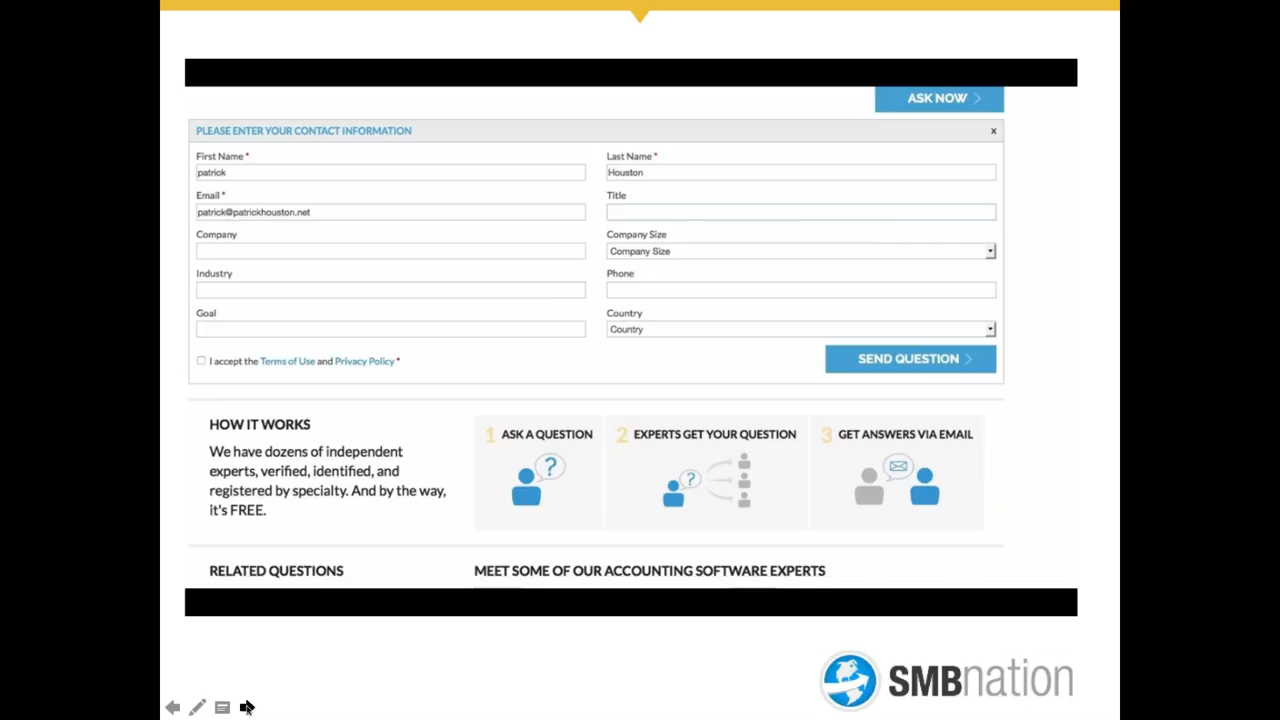 ASK NOW
PLEASE ENTER YOUR CONTACT INFORMATION x
First Name * Last Name *
patrick Houston
Email * Title
patrick@patrickhouston.net
Company Company Size
Company Size
Industry Phone
Goal Country
Country
I accept the Terms of Use and Privacy Policy *
SEND QUESTION
HOW IT WORKS
We have dozens of independent
experts, verified, identified, and
registered by specialty. And by the way,
it's FREE.
1 ASK A QUESTION
?
2 EXPERTS GET YOUR QUESTION
?
3 GET ANSWERS VIA EMAIL
RELATED QUESTIONS
MEET SOME OF OUR ACCOUNTING SOFTWARE EXPERTS
SMBnation